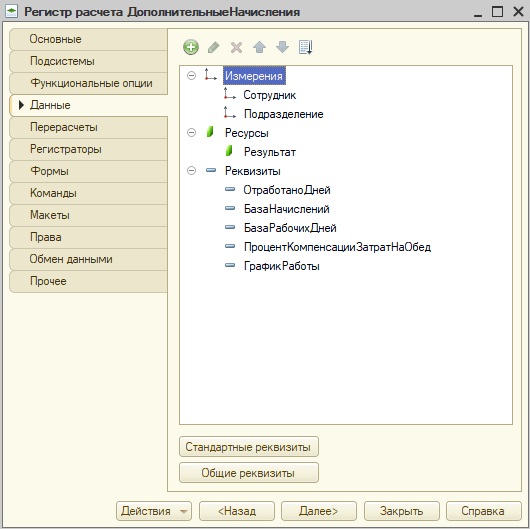 Регистр расчета ДополнительныеНачисления
Основные
Подсистемы
Функциональные опции
Данные
Перерасчеты
Регистраторы
Формы
Команды
Макеты
Права
Обмен данными
Прочее
Измерения
Сотрудник
Подразделение
Ресурсы
Результат
Реквизиты
ОтработаноДней
БазаНачислений
БазаРабочихДней
ПроцентКомпенсацииЗатратНаОбед
ГрафикРаботы
Стандартные реквизиты
Общие реквизиты
Действия
<Назад
Далее>
Закрыть
Справка